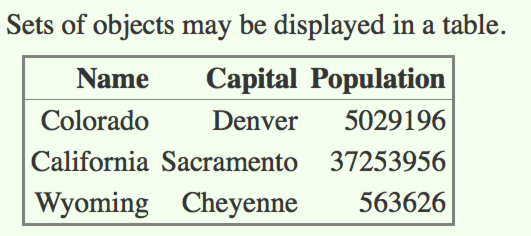 Sets of objects may be displayed in a table.
Name Capital Population
Colorado Denver 5029196
California Sacramento 37253956
Wyoming Cheyenne 563626